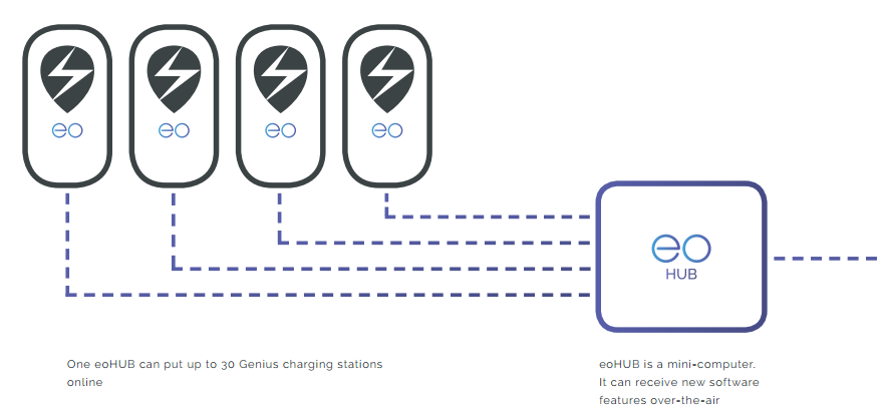 eo
eo
eo
eo
eo
HUB
One eoHUB can put up to 30 Genius charging stations
online
eoHUB is a mini-computer.
It can receive new software
features over-the-air